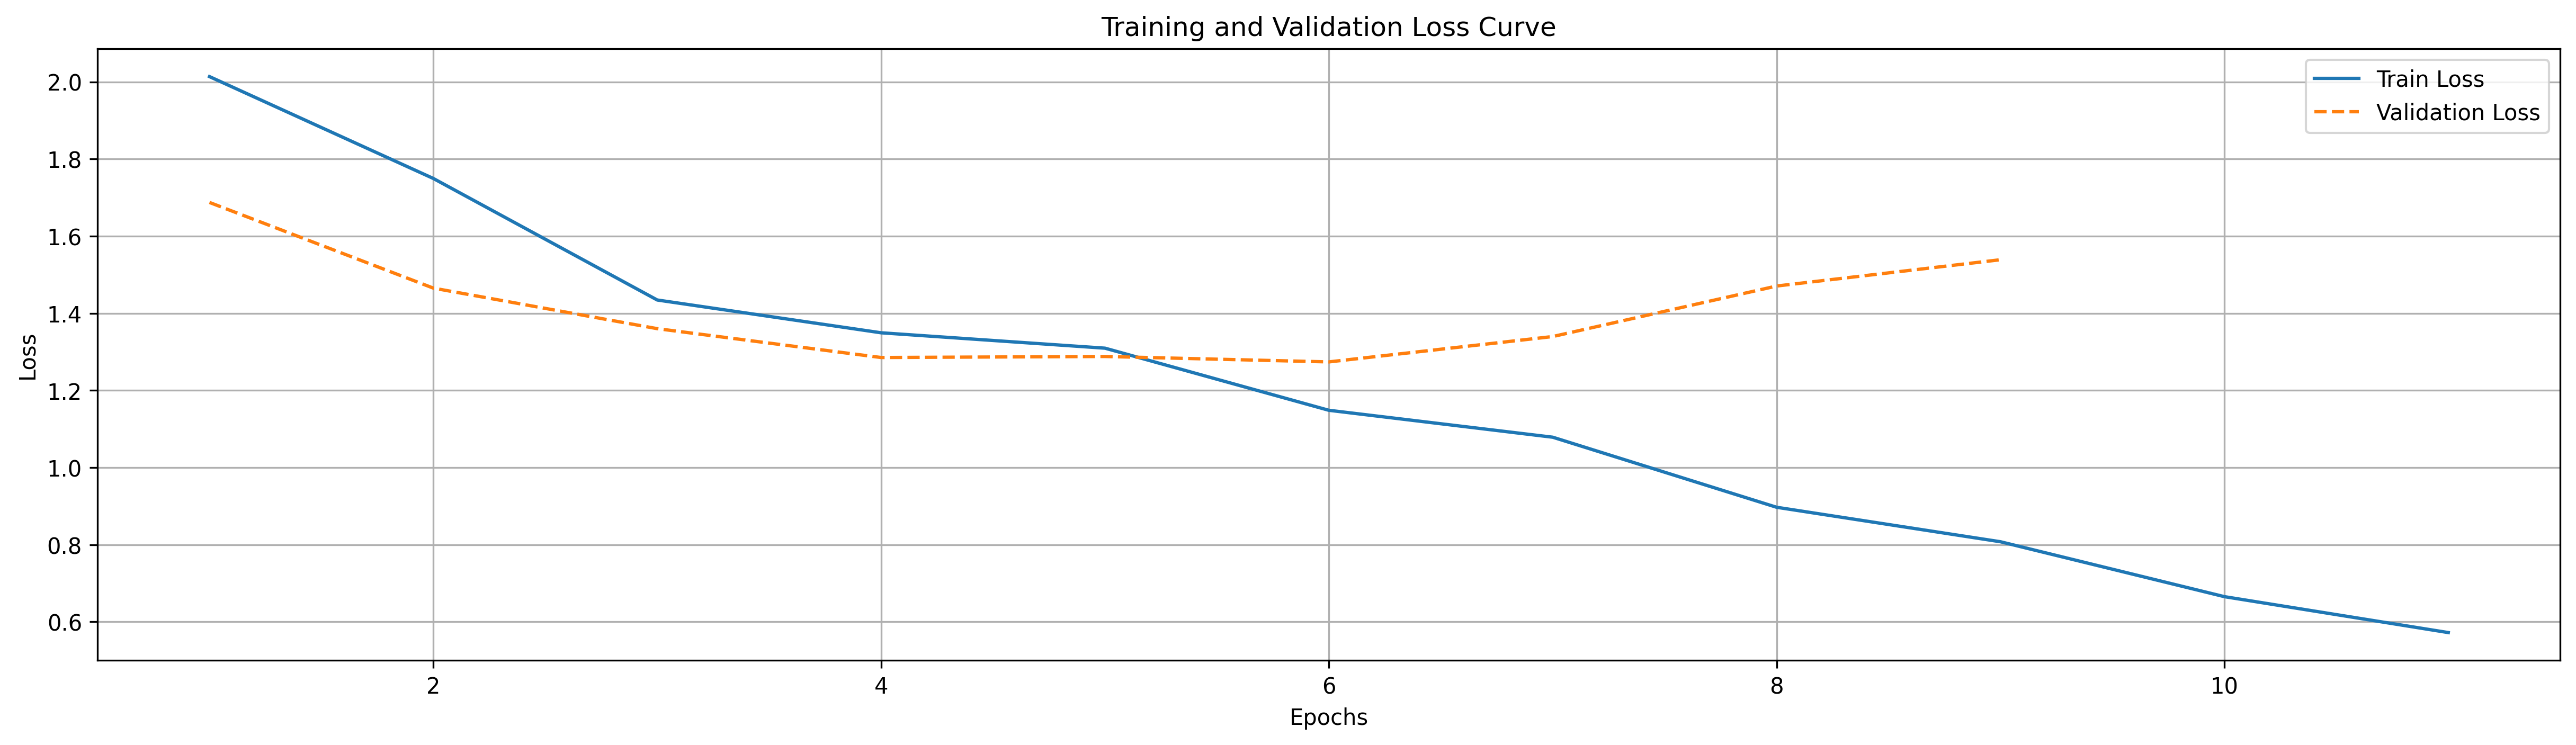 Training and Validation Loss Curve
Train Loss
Validation Loss
2.0
1.8
1.6
1.4
1.2
1.0
0.8
0.6
Loss
2 4 6 8 10
Epochs